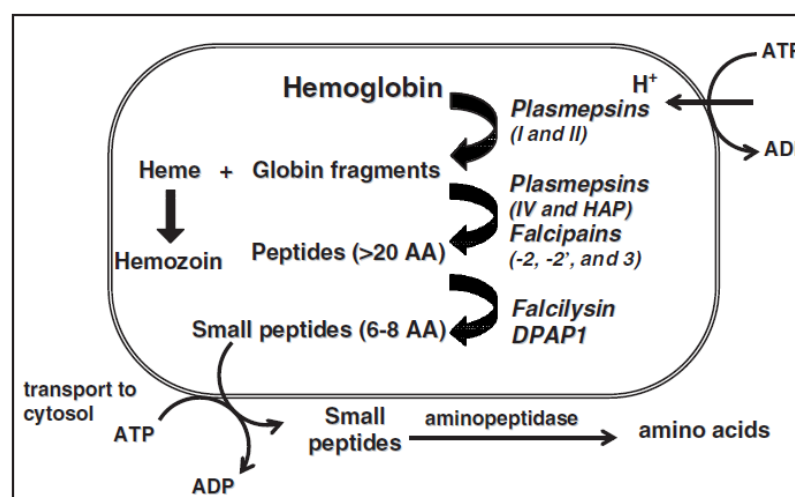 ATP
Hemoglobin
H+
Plasmepsins
(I and II)
Heme + Globin fragments
Plasmepsins
(IV and HAP)
Falcipains
(-2, -2', and 3)
Hemozoin
Peptides (>20 AA)
Falcilysin
DPAP1
Small peptides (6-8 AA)
transport to
cytosol
ATP
ADP
Small
peptides
aminopeptidase
amino acids